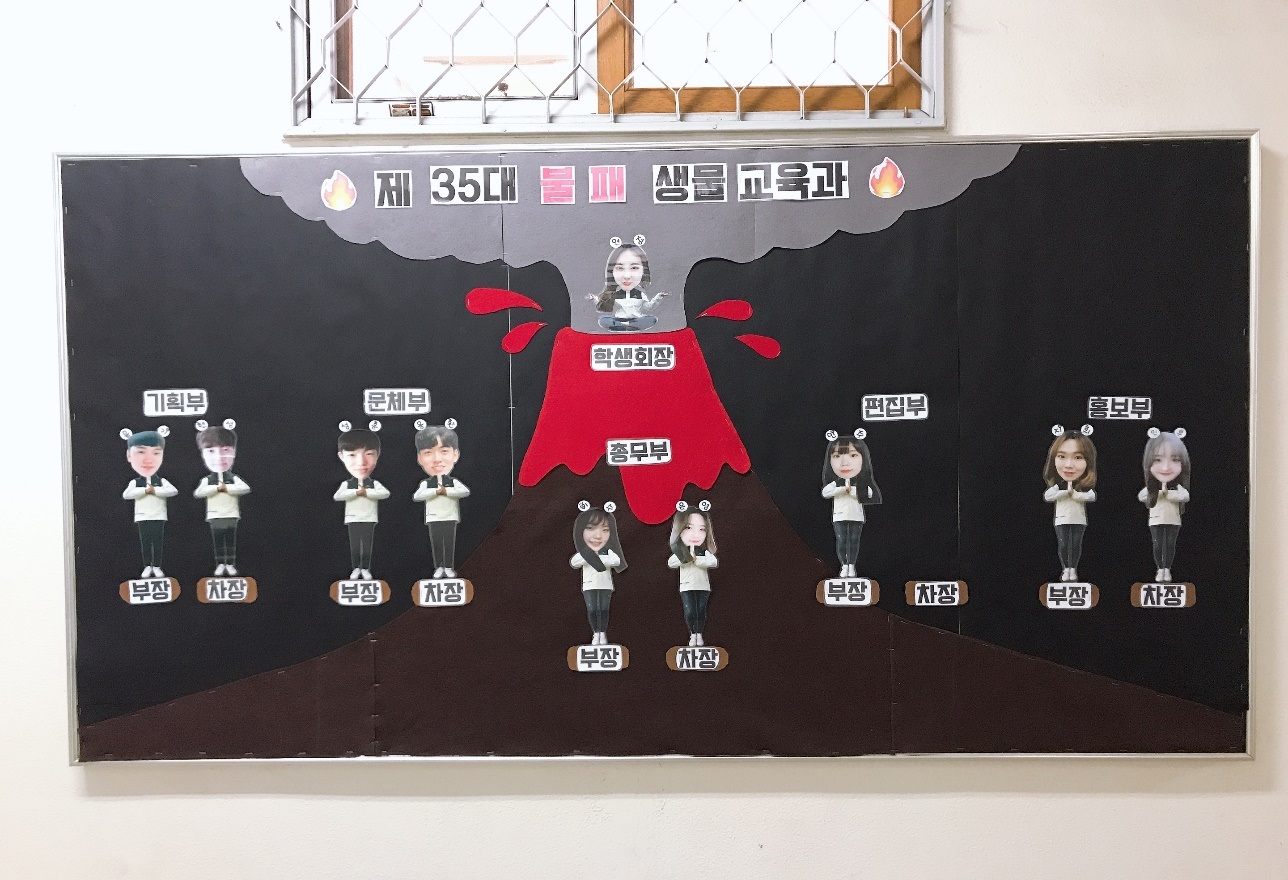 제 35대 불패 생물 교육과
학생회장
기획부
문체부
총무부
편집부
홍보부
부장
차장
부장
차장
부장
차장
부장
차장
부장
차장